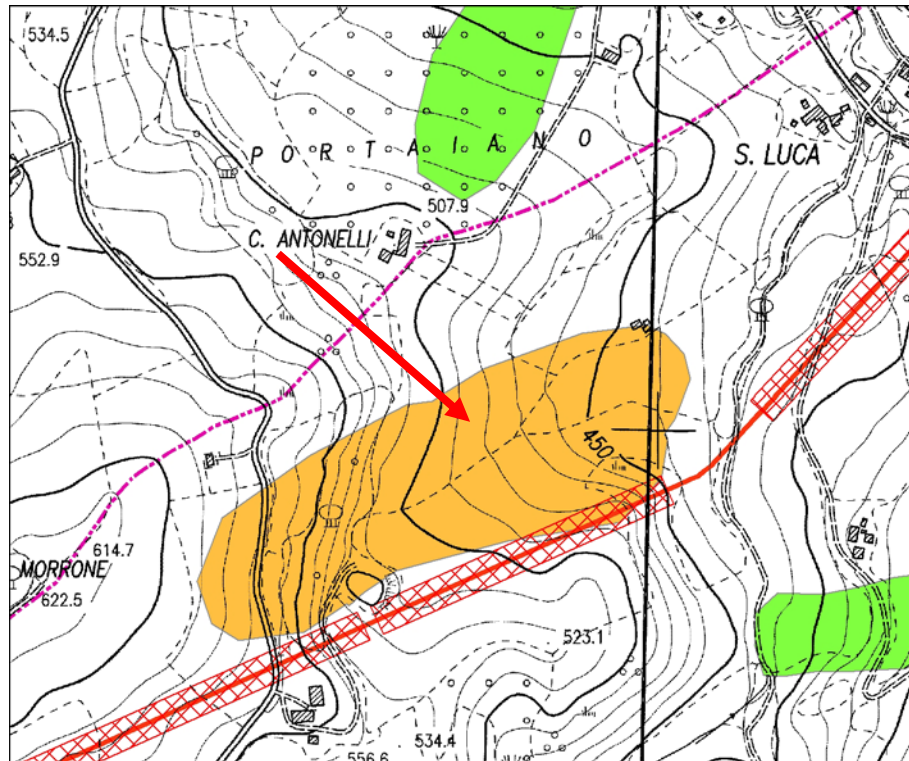 534.5
PORTAIANO
S. LUCA
507.9
C. ANTONELLI
552.9
450
614.7
MORRONE
622.5
523.1
534.4
556.6